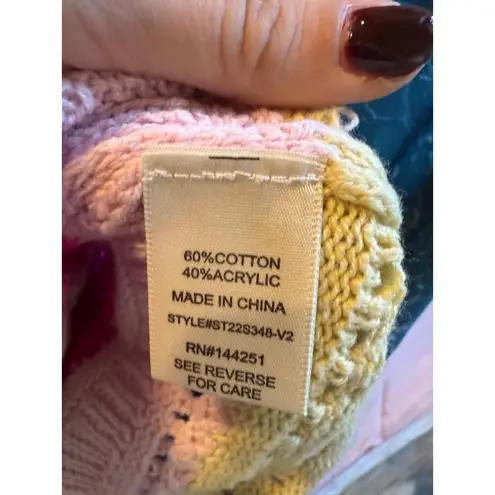 60%COTTON
40%ACRYLIC
MADE IN CHINA
STYLE#ST22S348-V2
RN#144251
SEE REVERSE
FOR CARE